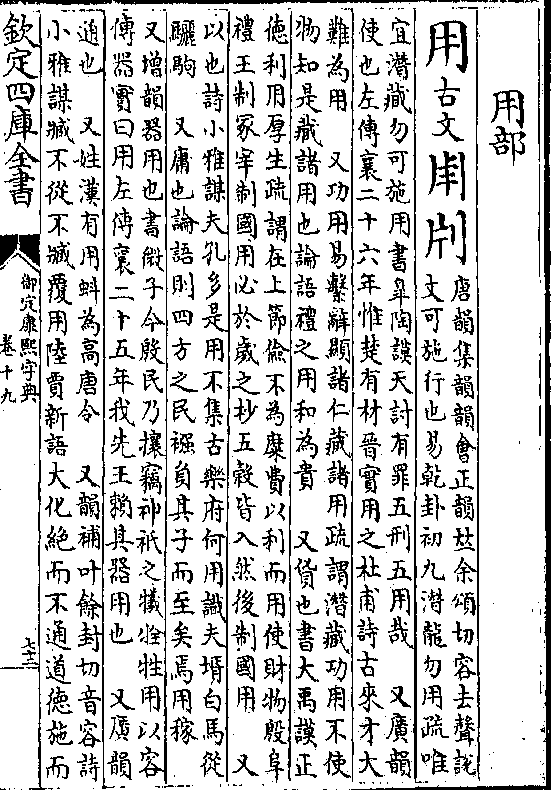 用部
用 古文 𤰃 𠂦 唐韻集韻韻會正韻𠀤余頌切容去聲說
文可施行也易乾卦初九潛龍勿用疏唯
宜潛藏勿可施用書臯陶謨天討有罪五刑五用哉 又廣韻
使也左傳襄二十六年惟楚有材晉實用之杜甫詩古來才大
難為用 又功用易繫辭顯諸仁藏諸用疏謂潛藏功用不使
物知是藏諸用也論語禮之用和為貴 又貨也書大禹謨正
德利用厚生疏謂在上節儉不為糜費以利而用使財物殷阜
禮王制冢宰制國用必於歲之杪五穀皆入然後制國用 又
以也詩小雅謀夫孔多是用不集古樂府何用識夫壻白馬從
驪駒 又庸也論語則四方之民襁負其子而至矣焉用稼
又增韻器用也書微子今殷民乃攘竊神祇之犧牷牲用以容
傳器實曰用左傳襄二十五年我先王賴其器用也 又廣韻
通也 又姓漢有用蚪為高唐令 又韻補叶餘封切音容詩
小雅謀臧不從不臧覆用陸賈新語大化絶而不通道德施而
欽定四庫全書
御定康熙字典
卷十九